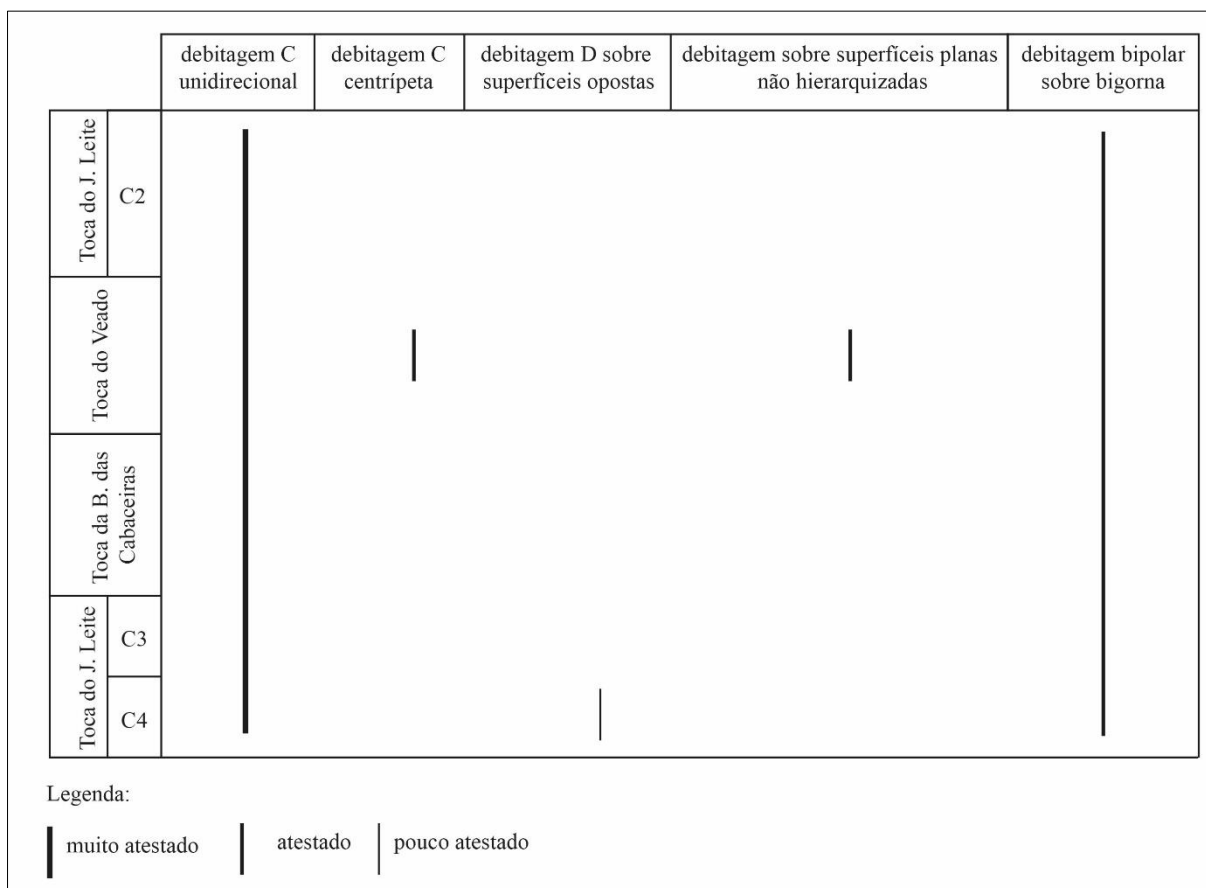 debitagem C
unidirecional
debitagem C
centrípeta
debitagem D sobre
superfíceis opostas
debitagem sobre superfíceis planas
não hierarquizadas
debitagem bipolar
sobre bigorna
Toca do J. Leite
C2
Toca do Veado
Toca da B. das
Cabaceiras
Toca do J. Leite
C3
C4
Legenda:
muito atestado
atestado
pouco atestado